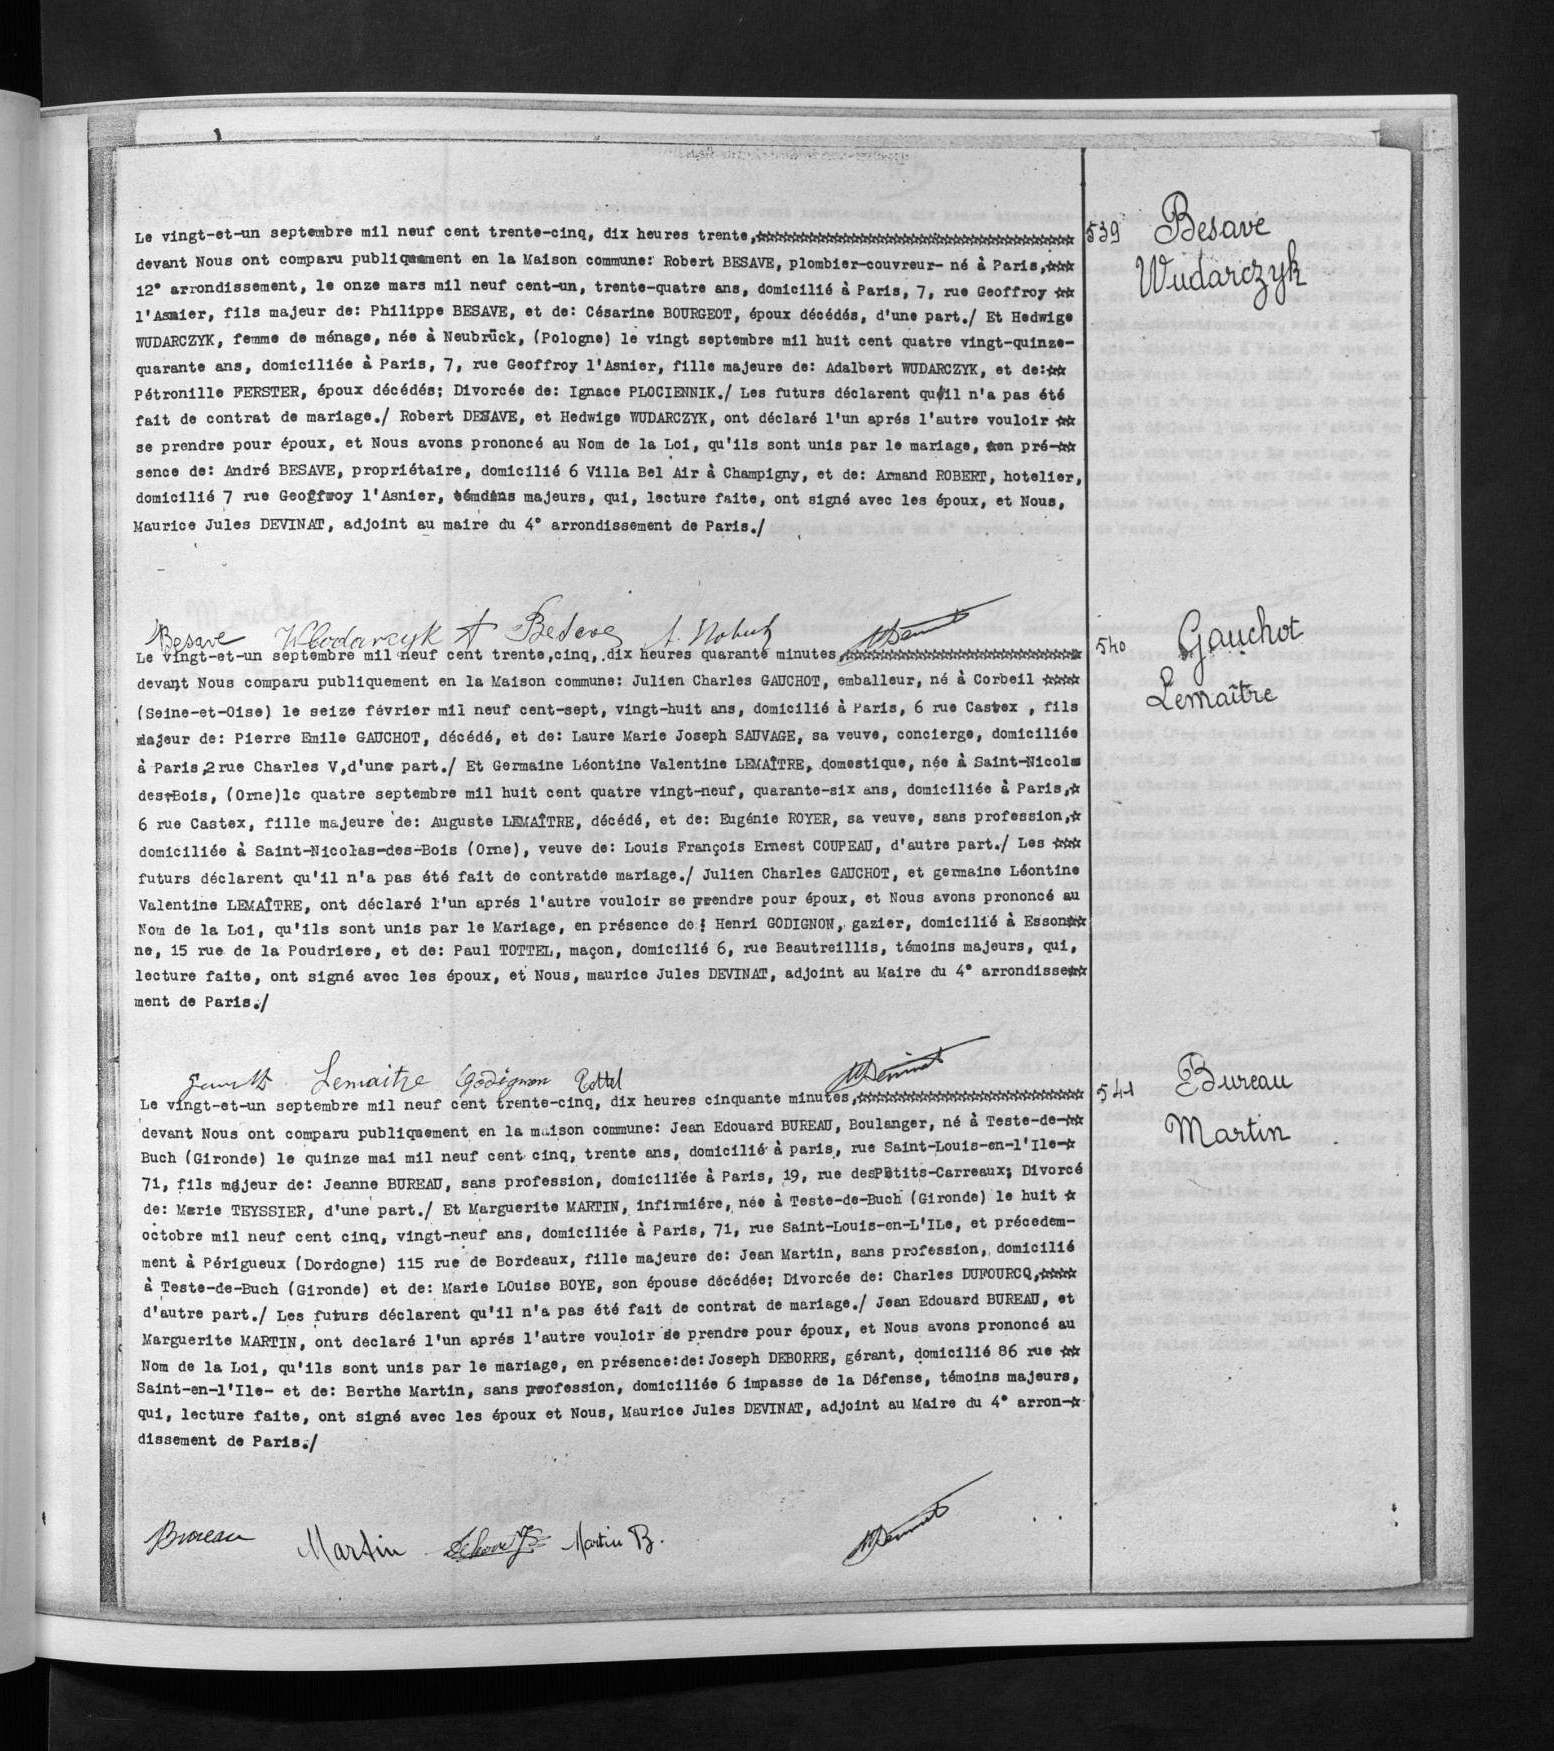 Le vingt-et-un septembre mil neuf cent trente-cinq, dix heures trente,☆☆☆☆☆☆☆☆☆☆☆☆☆☆☆☆☆☆☆☆☆☆☆☆☆☆☆☆☆☆☆☆☆☆☆
devant Nous ont comparu publiquement en la Maison commune: Robert BESAVE, plombier-couvreur- né à Paris,☆☆☆
12° arrondissement, le onze mars mil neuf cent-un, trente-quatre ans, domicilié à Paris, 7, rue Geoffroy ☆☆
l'Asnier, fils majeur de: Philippe BESAVE, et de: Césarine BOURGEOT, époux décédés, d'une part./ Et Hedwige
WUDARCZYK, femme de ménage, née à Neubrück, (Pologne) le vingt septembre mil huit cent quatre vingt-quinze-
quarante ans, domiciliée à Paris, 7, rue Geoffroy l'Asnier, fille majeure de: Adalbert WUDARCZYK, et de:☆☆
Pétronille FERSTER, époux décédés; Divorcée de: Ignace PLOCIENNIK./ Les futurs déclarent qu'il n'a pas été
fait de contrat de mariage./ Robert DESAVE, et Hedwige WUDARCZYK, ont déclaré l'un aprés l'autre vouloir ☆☆
se prendre pour époux, et Nous avons prononcé au Nom de la Loi, qu'ils sont unis par le mariage, en pré-☆☆
sence de: André BESAVE, propriétaire, domicilié 6 Villa Bel Air à Champigny, et de: Armand ROBERT, hotelier,
domicilié 7 rue Geoffroy l'Asnier, témoins majeurs, qui, lecture faite, ont signé avec les époux, et Nous,
Maurice Jules DEVINAT, adjoint au maire du 4° arrondissement de Paris./
539 Besave
Wudarczyk
Besave Wlodarcyk A Besave
Le vingt-et-un septembre mil neuf cent trente,cinq, dix heures quarante minutes,☆☆☆☆☆☆☆☆☆☆☆☆☆☆☆☆☆☆☆☆☆☆☆☆☆☆
devant Nous comparu publiquement en la Maison commune: Julien Charles GAUCHOT, emballeur, né à Corbeil ☆☆☆☆
(Seine-et-Oise) le seize février mil neuf cent-sept, vingt-huit ans, domicilié à Paris, 6 rue Castex , fils
majeur de: Pierre Emile GAUCHOT, décédé, et de: Laure Marie Joseph SAUVAGE, sa veuve, concierge, domiciliée
à Paris,2 rue Charles V,d'une part./ Et Germaine Léontine Valentine LEMAÎTRE, domestique, née à Saint-Nicolas
des-Bois, (Orne)le quatre septembre mil huit cent quatre vingt-neuf, quarante-six ans, domiciliée à Paris,☆
6 rue Castex, fille majeure de: Auguste LEMAÎTRE, décédé, et de: Eugénie ROYER, sa veuve, sans profession,☆
domiciliée à Saint-Nicolas-des-Bois (Orne), veuve de: Louis François Ernest COUPEAU, d'autre part./ Les ☆☆☆
futurs déclarent qu'il n'a pas été fait de contratde mariage./ Julien Charles GAUCHOT, et germaine Léontine
Valentine LEMAÎTRE, ont déclaré l'un aprés l'autre vouloir se prendre pour époux, et Nous avons prononcé au
Nom de la Loi, qu'ils sont unis par le Mariage, en présence de: Henri GODIGNON, gazier, domicilié à Esson☆☆
ne, 15 rue de la Poudriere, et de: Paul TOTTEL, maçon, domicilié 6, rue Beautreillis, témoins majeurs, qui,
lecture faite, ont signé avec les époux, et Nous, maurice Jules DEVINAT, adjoint au Maire du 4° arrondisse☆☆
ment de Paris./
540 Gauchot
Lemaître
Lemaitre Godignon Tottel
Le vingt-et-un septembre mil neuf cent trente-cinq, dix heures cinquante minutes,☆☆☆☆☆☆☆☆☆☆☆☆☆☆☆☆☆☆☆☆☆☆☆☆☆
devant Nous ont comparu publiquement en la maison commune: Jean Edouard BUREAU, Boulanger, né à Teste-de-☆☆
Buch (Gironde) le quinze mai mil neuf cent cinq, trente ans, domicilié à paris, rue Saint-Louis-en-l'Ile-☆
71, fils majeur de: Jeanne BUREAU, sans profession, domiciliée à Paris, 19, rue desPetits-Carreaux; Divorcé
de: Marie TEYSSIER, d'une part./ Et Marguerite MARTIN, infirmiére, née à Teste-de-Buch (Gironde) le huit ☆
octobre mil neuf cent cinq, vingt-neuf ans, domiciliée à Paris, 71, rue Saint-Louis-en-L'ILe, et précedem-
ment à Périgueux (Dordogne) 115 rue de Bordeaux, fille majeure de: Jean Martin, sans profession, domicilié
à Teste-de-Buch (Gironde) et de: Marie LOuise BOYE, son épouse décédée; Divorcée de: Charles DUFOURCQ,☆☆☆☆
d'autre part./ Les futurs déclarent qu'il n'a pas été fait de contrat de mariage./ Jean Edouard BUREAU, et
Marguerite MARTIN, ont declaré l'un aprés l'autre vouloir se prendre pour époux, et Nous avons prononcé au
Nom de la Loi, qu'ils sont unis par le mariage, en présence:de: Joseph DEBORRE, gérant, domicilié 86 rue ☆☆
Saint-en-l'Ile- et de: Berthe Martin, sans profession, domiciliée 6 impasse de la Défense, témoins majeurs,
qui, lecture faite, ont signé avec les époux et Nous, Maurice Jules DEVINAT, adjoint au Maire du 4° arron-☆
dissement de Paris./
541 Bureau
Martin
Bureau Martin Martin B.